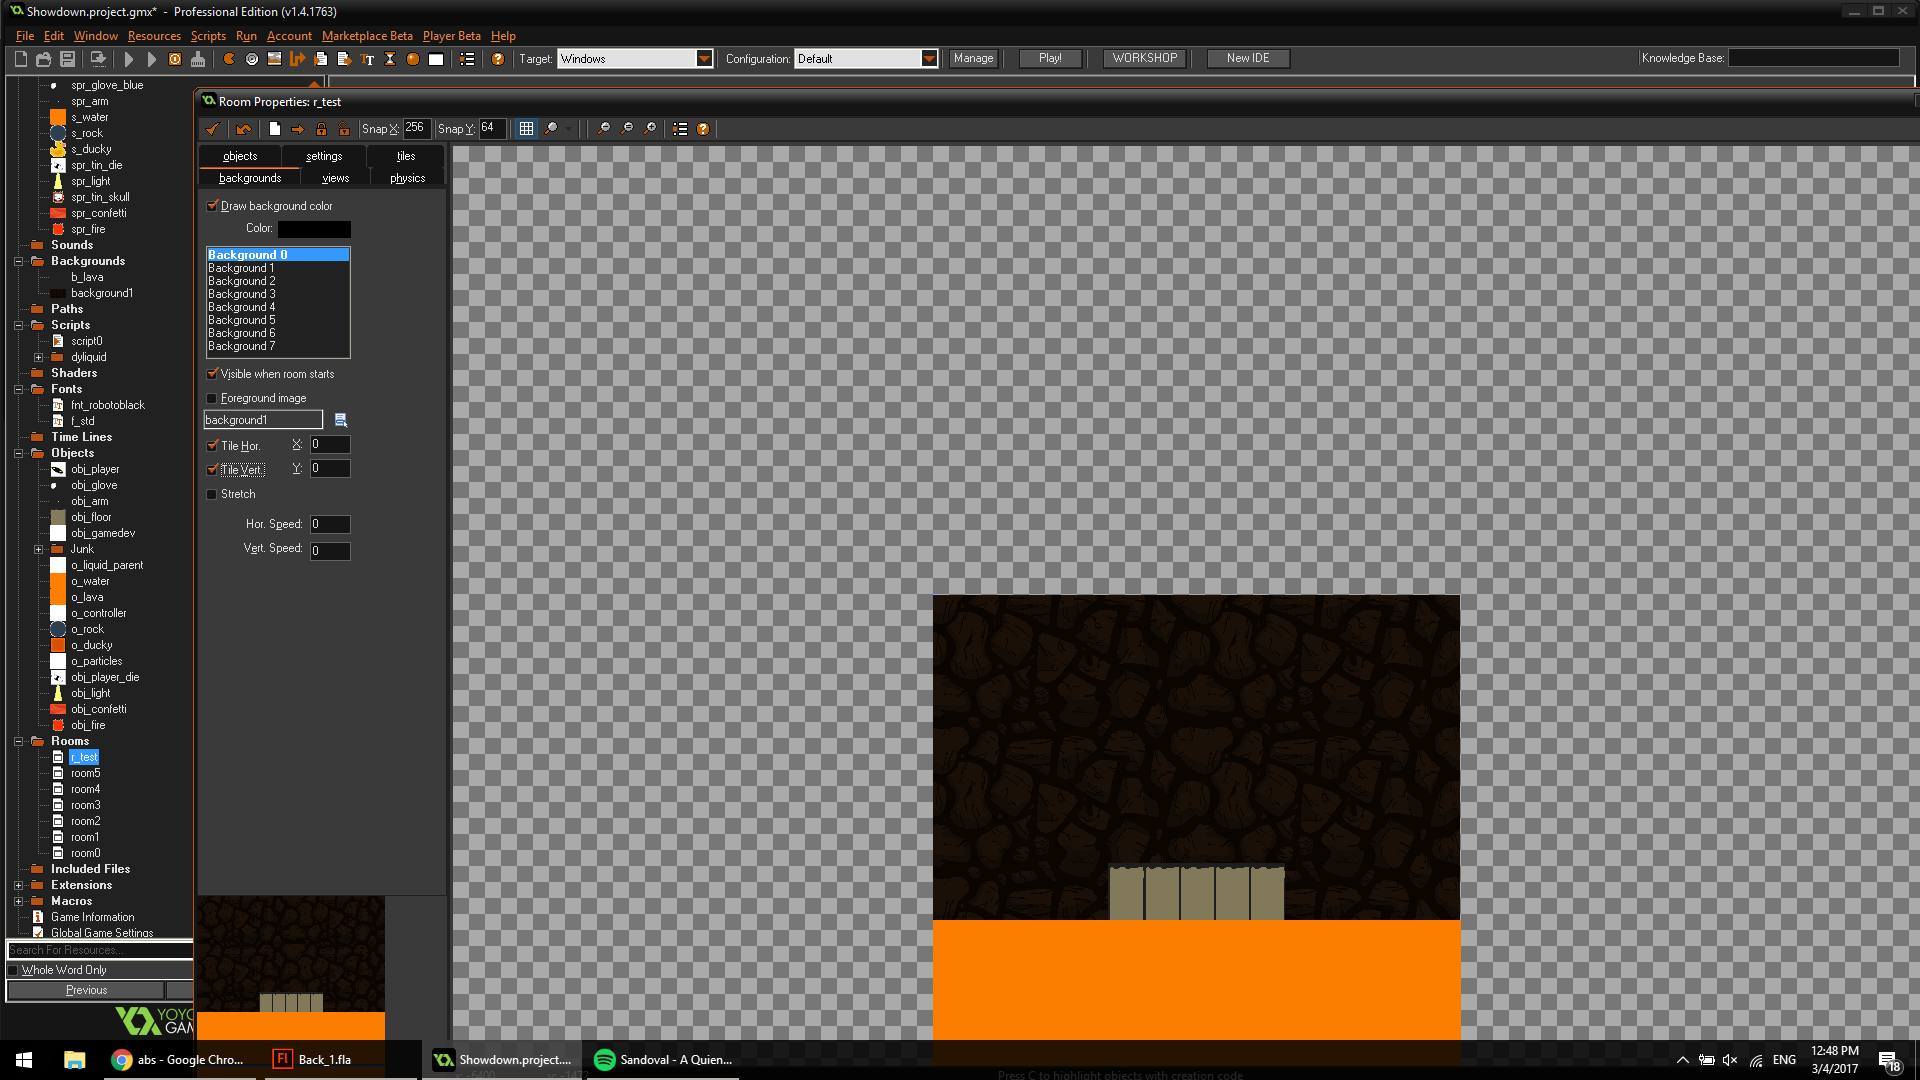 Showdown.project.gmx* - Professional Edition (v1.4.1763)
File Edit Window Resources Scripts Run Account Marketplace Beta Player Beta Help
Target: Windows Configuration: Default Manage Play! WORKSHOP New IDE Knowledge Base:
spr_glove_blue
spr_arm
s_water
s_rock
s_ducky
spr_tin_die
spr_light
spr_tin_skull
spr_confetti
spr_fire
Sounds
Backgrounds
b_lava
background1
Paths
Scripts
script0
dyliquid
Shaders
Fonts
fnt_robotoblack
f_std
Time Lines
Objects
obj_player
obj_glove
obj_arm
obj_floor
obj_gamedev
Junk
o_liquid_parent
o_water
o_lava
o_controller
o_rock
o_ducky
o_particles
obj_player_die
obj_light
obj_confetti
obj_fire
Rooms
r_test
room5
room4
room3
room2
room1
room0
Included Files
Extensions
Macros
Game Information
Global Game Settings
Search For Resources...
Whole Word Only
Previous
YOYO
GAM
Room Properties: r_test
Snap X: 256 Snap Y: 64
objects settings tiles
backgrounds views physics
Draw background color
Color:
Background 0
Background 1
Background 2
Background 3
Background 4
Background 5
Background 6
Background 7
Visible when room starts
Foreground image
background1
Tile Hor. X: 0
Tile Vert. Y: 0
Stretch
Hor. Speed: 0
Vert. Speed: 0
Press C to highlight objects with creation code
abs - Google Chro...
Fl Back_1.fla
Showdown.project....
Sandoval - A Quien...
ENG
12:48 PM
3/4/2017
18